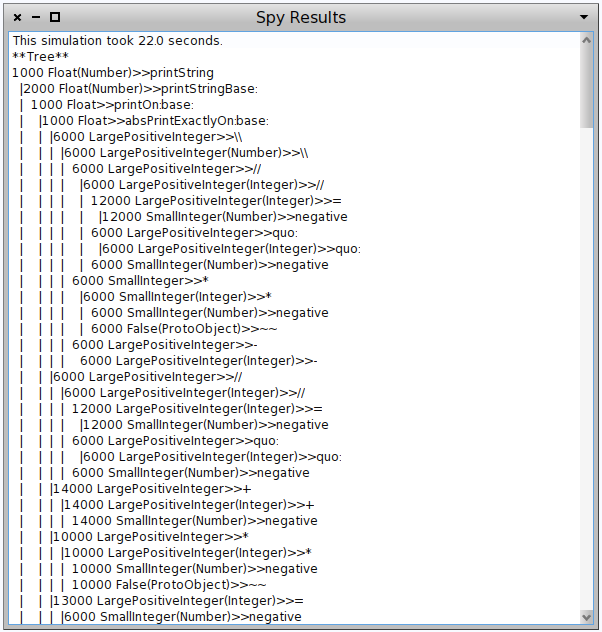 Spy Results
This simulation took 22.0 seconds.
**Tree**
1000 Float(Number)>>printString
|2000 Float(Number)>>printStringBase:
| 1000 Float>>printOn:base:
| |1000 Float>>absPrintExactlyOn:base:
| | |6000 LargePositiveInteger>>\\
| | | |6000 LargePositiveInteger(Number)>>\\
| | | | 6000 LargePositiveInteger>>//
| | | | |6000 LargePositiveInteger(Integer)>>//
| | | | | 12000 LargePositiveInteger(Integer)>>=
| | | | | |12000 SmallInteger(Number)>>negative
| | | | | 6000 LargePositiveInteger>>quo:
| | | | | |6000 LargePositiveInteger(Integer)>>quo:
| | | | | 6000 SmallInteger(Number)>>negative
| | | | 6000 SmallInteger>>*
| | | | |6000 SmallInteger(Integer)>>*
| | | | | 6000 SmallInteger(Number)>>negative
| | | | | 6000 False(ProtoObject)>>~~
| | | | 6000 LargePositiveInteger>>-
| | | | 6000 LargePositiveInteger(Integer)>>-
| | |6000 LargePositiveInteger>>//
| | | |6000 LargePositiveInteger(Integer)>>//
| | | | 12000 LargePositiveInteger(Integer)>>=
| | | | |12000 SmallInteger(Number)>>negative
| | | | 6000 LargePositiveInteger>>quo:
| | | | |6000 LargePositiveInteger(Integer)>>quo:
| | | | 6000 SmallInteger(Number)>>negative
| | |14000 LargePositiveInteger>>+
| | | |14000 LargePositiveInteger(Integer)>>+
| | | | 14000 SmallInteger(Number)>>negative
| | |10000 LargePositiveInteger>>*
| | | |10000 LargePositiveInteger(Integer)>>*
| | | | 10000 SmallInteger(Number)>>negative
| | | | 10000 False(ProtoObject)>>~~
| | |13000 LargePositiveInteger(Integer)>>=
| | | |6000 SmallInteger(Number)>>negative